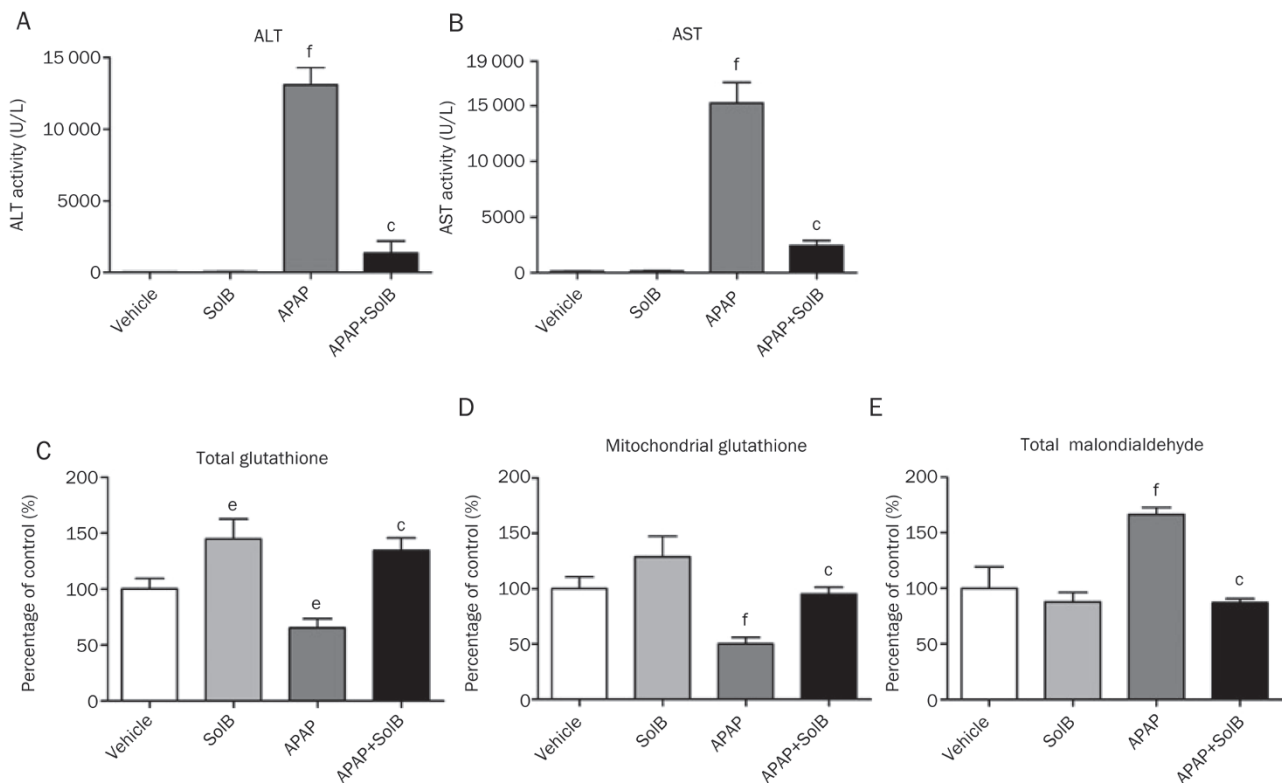 A
ALT
ALT activity (U/L)
15 000
10 000
5000
0
f
c
Vehicle
SolB
APAP
APAP+SolB
B
AST
AST activity (U/L)
19 000
15 000
10 000
5000
0
f
c
Vehicle
SolB
APAP
APAP+SolB
C
Total glutathione
Percentage of control (%)
200
150
100
50
0
e
e
c
Vehicle
SolB
APAP
APAP+SolB
D
Mitochondrial glutathione
Percentage of control (%)
200
150
100
50
0
f
c
Vehicle
SolB
APAP
APAP+SolB
E
Total malondialdehyde
Percentage of control (%)
200
150
100
50
0
f
c
Vehicle
SolB
APAP
APAP+SolB